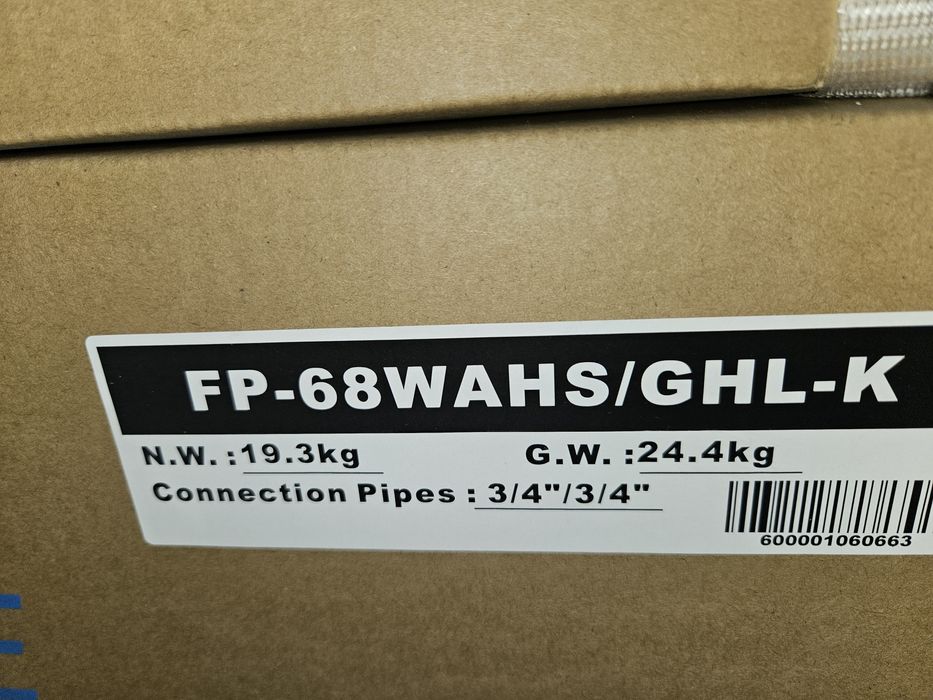 FP-68WAHS/GHL-K
N.W. :19.3kg G.W. :24.4kg
Connection Pipes : 3/4"/3/4"
600001060663